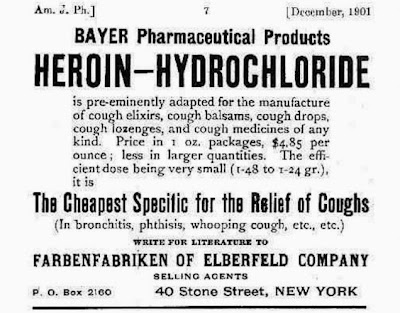 Am. J. Ph.] 7 [December, 1901
BAYER Pharmaceutical Products
HEROIN—HYDROCHLORIDE
is pre-eminently adapted for the manufacture
of cough elixirs, cough balsams, cough drops,
cough lozenges, and cough medicines of any
kind. Price in 1 oz. packages, $4.85 per
ounce; less in larger quantities. The effi-
cient dose being very small (1-48 to 1-24 gr.),
it is
The Cheapest Specific for the Relief of Coughs
(In bronchitis, phthisis, whooping cough, etc., etc.)
WRITE FOR LITERATURE TO
FARBENFABRIKEN OF ELBERFELD COMPANY
SELLING AGENTS
P. O. Box 2160 40 Stone Street, NEW YORK